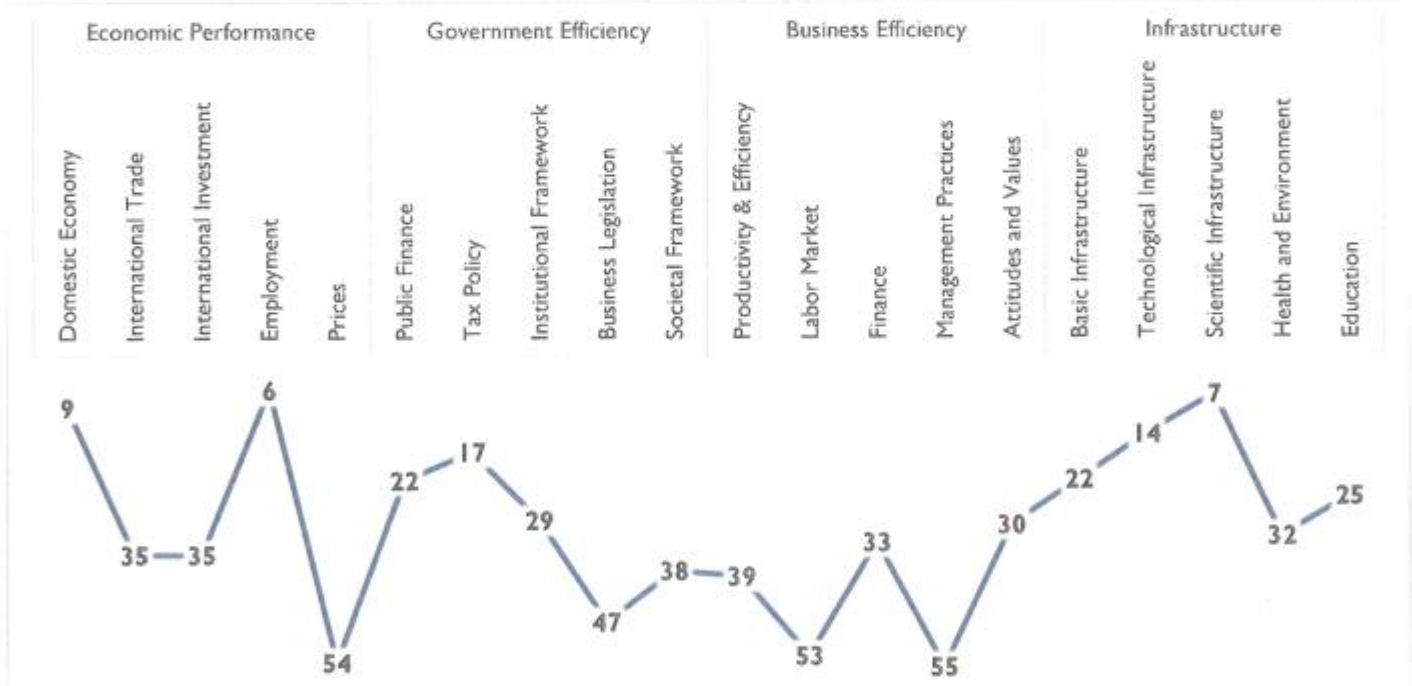 Economic Performance
Government Efficiency
Business Efficiency
Infrastructure
Domestic Economy
International Trade
International Investment
Employment
Prices
Public Finance
Tax Policy
Institutional Framework
Business Legislation
Societal Framework
Productivity & Efficiency
Labor Market
Finance
Management Practices
Attitudes and Values
Basic Infrastructure
Technological Infrastructure
Scientific Infrastructure
Health and Environment
Education
9
35
35
6
54
22
17
29
47
38
39
53
33
55
30
22
14
7
32
25